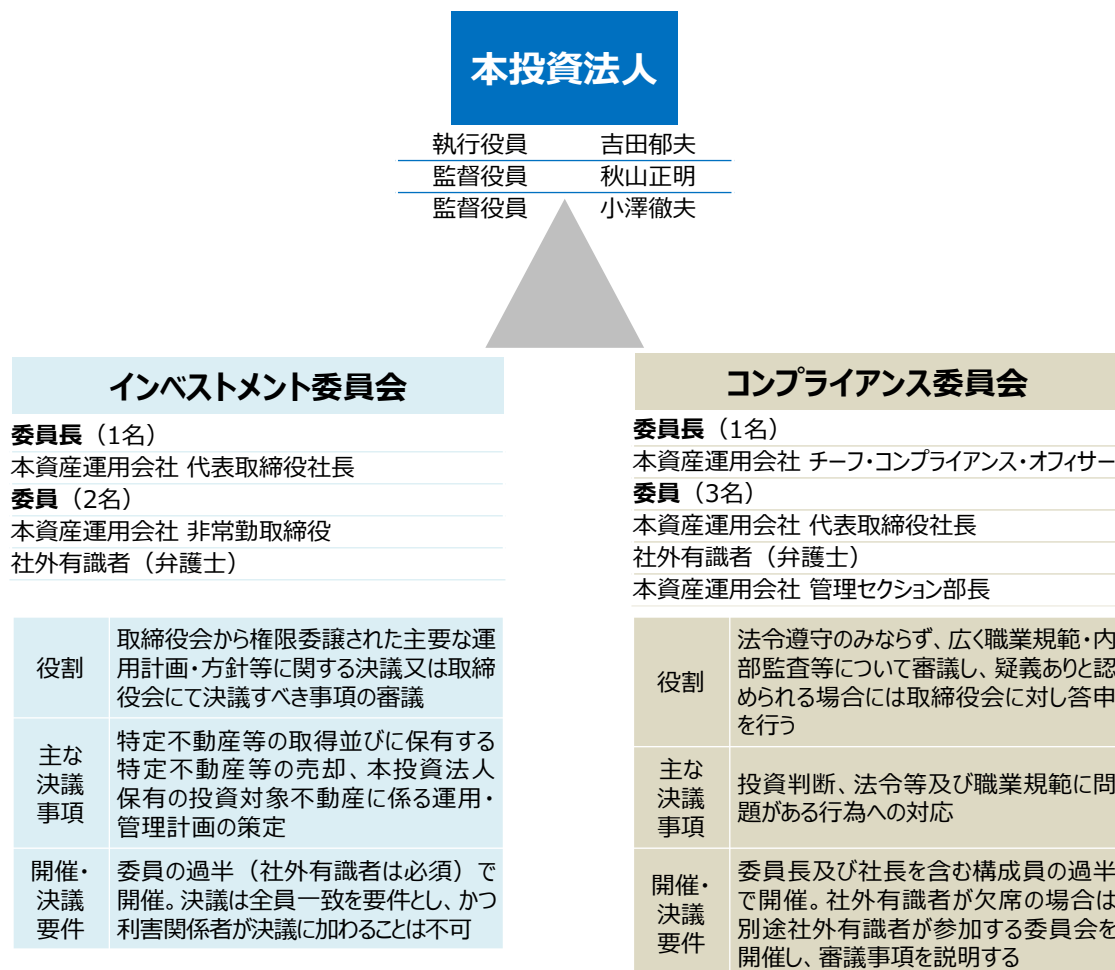 本投資法人
執行役員 吉田郁夫
監督役員 秋山正明
監督役員 小澤徹夫
インベストメント委員会
委員長（1名）
本資産運用会社 代表取締役社長
委員（2名）
本資産運用会社 非常勤取締役
社外有識者（弁護士）
役割
取締役会から権限委譲された主要な運
用計画・方針等に関する決議又は取締
役会にて決議すべき事項の審議
主な
決議
事項
特定不動産等の取得並びに保有する
特定不動産等の売却、本投資法人
保有の投資対象不動産に係る運用・
管理計画の策定
開催・
決議
要件
委員の過半（社外有識者は必須）で
開催。決議は全員一致を要件とし、かつ
利害関係者が決議に加わることは不可
コンプライアンス委員会
委員長（1名）
本資産運用会社 チーフ・コンプライアンス・オフィサー
委員（3名）
本資産運用会社 代表取締役社長
社外有識者（弁護士）
本資産運用会社 管理セクション部長
役割
法令遵守のみならず、広く職業規範・内
部監査等について審議し、疑義ありと認
められる場合には取締役会に対し答申
を行う
主な
決議
事項
投資判断、法令等及び職業規範に問
題がある行為への対応
開催・
決議
要件
委員長及び社長を含む構成員の過半
で開催。社外有識者が欠席の場合は
別途社外有識者が参加する委員会を
開催し、審議事項を説明する